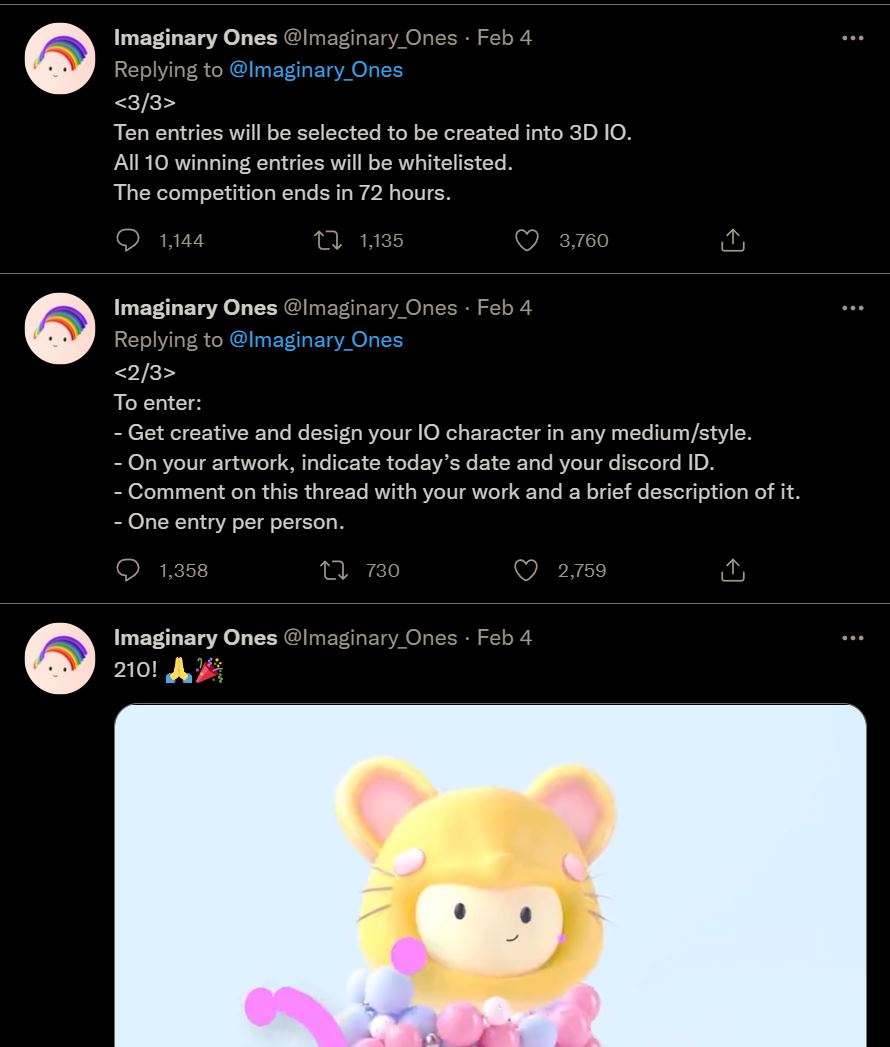 Imaginary Ones @Imaginary_Ones · Feb 4
Replying to @Imaginary_Ones
<3/3>
Ten entries will be selected to be created into 3D IO.
All 10 winning entries will be whitelisted.
The competition ends in 72 hours.
1,144 1,135 3,760
Imaginary Ones @Imaginary_Ones · Feb 4
Replying to @Imaginary_Ones
<2/3>
To enter:
- Get creative and design your IO character in any medium/style.
- On your artwork, indicate today’s date and your discord ID.
- Comment on this thread with your work and a brief description of it.
- One entry per person.
1,358 730 2,759
Imaginary Ones @Imaginary_Ones · Feb 4
210! 🙏🎉